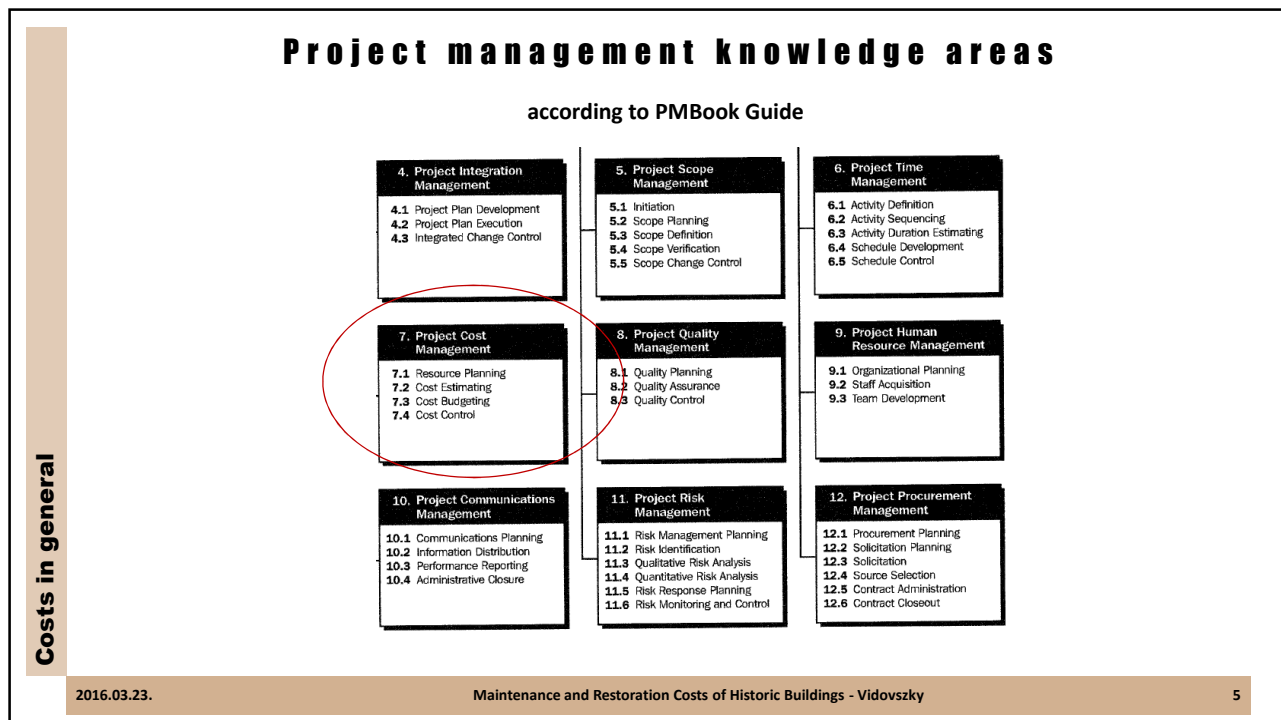 Project management knowledge areas
according to PMBook Guide
4. Project Integration
Management
4.1 Project Plan Development
4.2 Project Plan Execution
4.3 Integrated Change Control
5. Project Scope
Management
5.1 Initiation
5.2 Scope Planning
5.3 Scope Definition
5.4 Scope Verification
5.5 Scope Change Control
6. Project Time
Management
6.1 Activity Definition
6.2 Activity Sequencing
6.3 Activity Duration Estimating
6.4 Schedule Development
6.5 Schedule Control
7. Project Cost
Management
7.1 Resource Planning
7.2 Cost Estimating
7.3 Cost Budgeting
7.4 Cost Control
8. Project Quality
Management
8.1 Quality Planning
8.2 Quality Assurance
8.3 Quality Control
9. Project Human
Resource Management
9.1 Organizational Planning
9.2 Staff Acquisition
9.3 Team Development
10. Project Communications
Management
10.1 Communications Planning
10.2 Information Distribution
10.3 Performance Reporting
10.4 Administrative Closure
11. Project Risk
Management
11.1 Risk Management Planning
11.2 Risk Identification
11.3 Qualitative Risk Analysis
11.4 Quantitative Risk Analysis
11.5 Risk Response Planning
11.6 Risk Monitoring and Control
12. Project Procurement
Management
12.1 Procurement Planning
12.2 Solicitation Planning
12.3 Solicitation
12.4 Source Selection
12.5 Contract Administration
12.6 Contract Closeout
Costs in general
2016.03.23.
Maintenance and Restoration Costs of Historic Buildings - Vidovszky
5